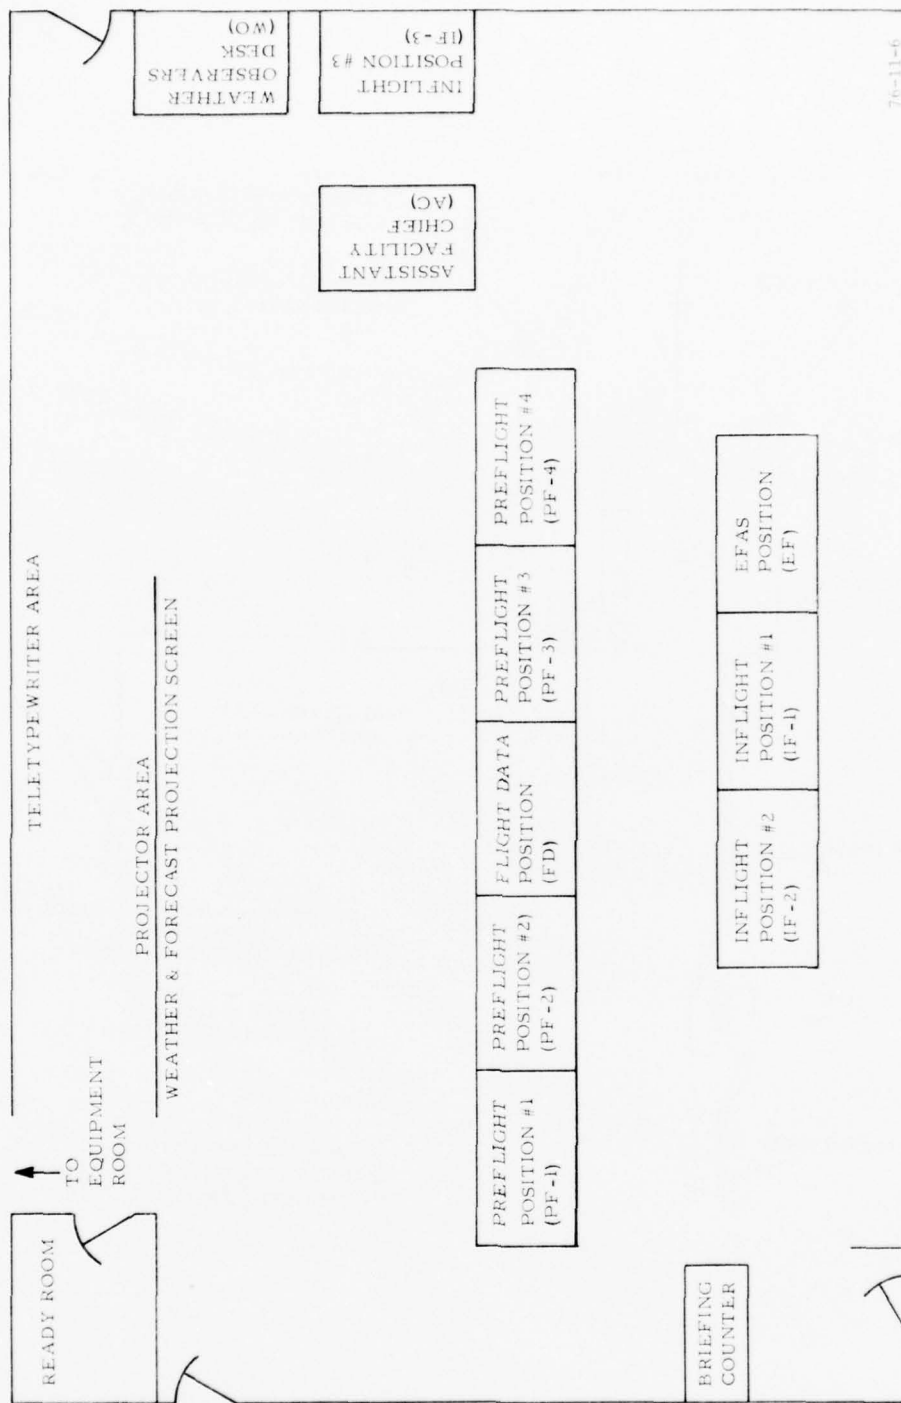 TELETYPEWRITER AREA
READY ROOM
TO
EQUIPMENT
ROOM
PROJECTOR AREA
WEATHER & FORECAST PROJECTION SCREEN
WEATHER
OBSERVERS
DESK
(WO)
INFLIGHT
POSITION #3
(IF-3)
ASSISTANT
FACILITY
CHIEF
(AC)
PREFLIGHT
POSITION #1
(PF-1)
PREFLIGHT
POSITION #2)
(PF-2)
FLIGHT DATA
POSITION
(FD)
PREFLIGHT
POSITION #3
(PF-3)
PREFLIGHT
POSITION #4
(PF-4)
BRIEFING
COUNTER
INFLIGHT
POSITION #2
(IF-2)
INFLIGHT
POSITION #1
(IF-1)
EFAS
POSITION
(EF)
76-11-6